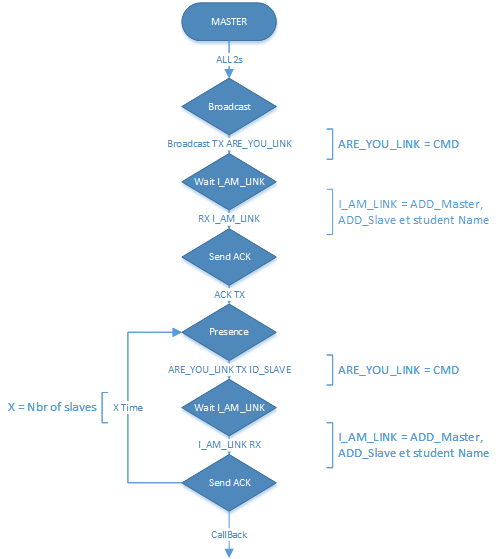 MASTER
ALL 2s
Broadcast
Broadcast TX ARE_YOU_LINK
ARE_YOU_LINK = CMD
Wait I_AM_LINK
I_AM_LINK = ADD_Master,
ADD_Slave et student Name
RX I_AM_LINK
Send ACK
ACK TX
Presence
ARE_YOU_LINK TX ID_SLAVE
ARE_YOU_LINK = CMD
X = Nbr of slaves
X Time
Wait I_AM_LINK
I_AM_LINK RX
I_AM_LINK = ADD_Master,
ADD_Slave et student Name
Send ACK
CallBack